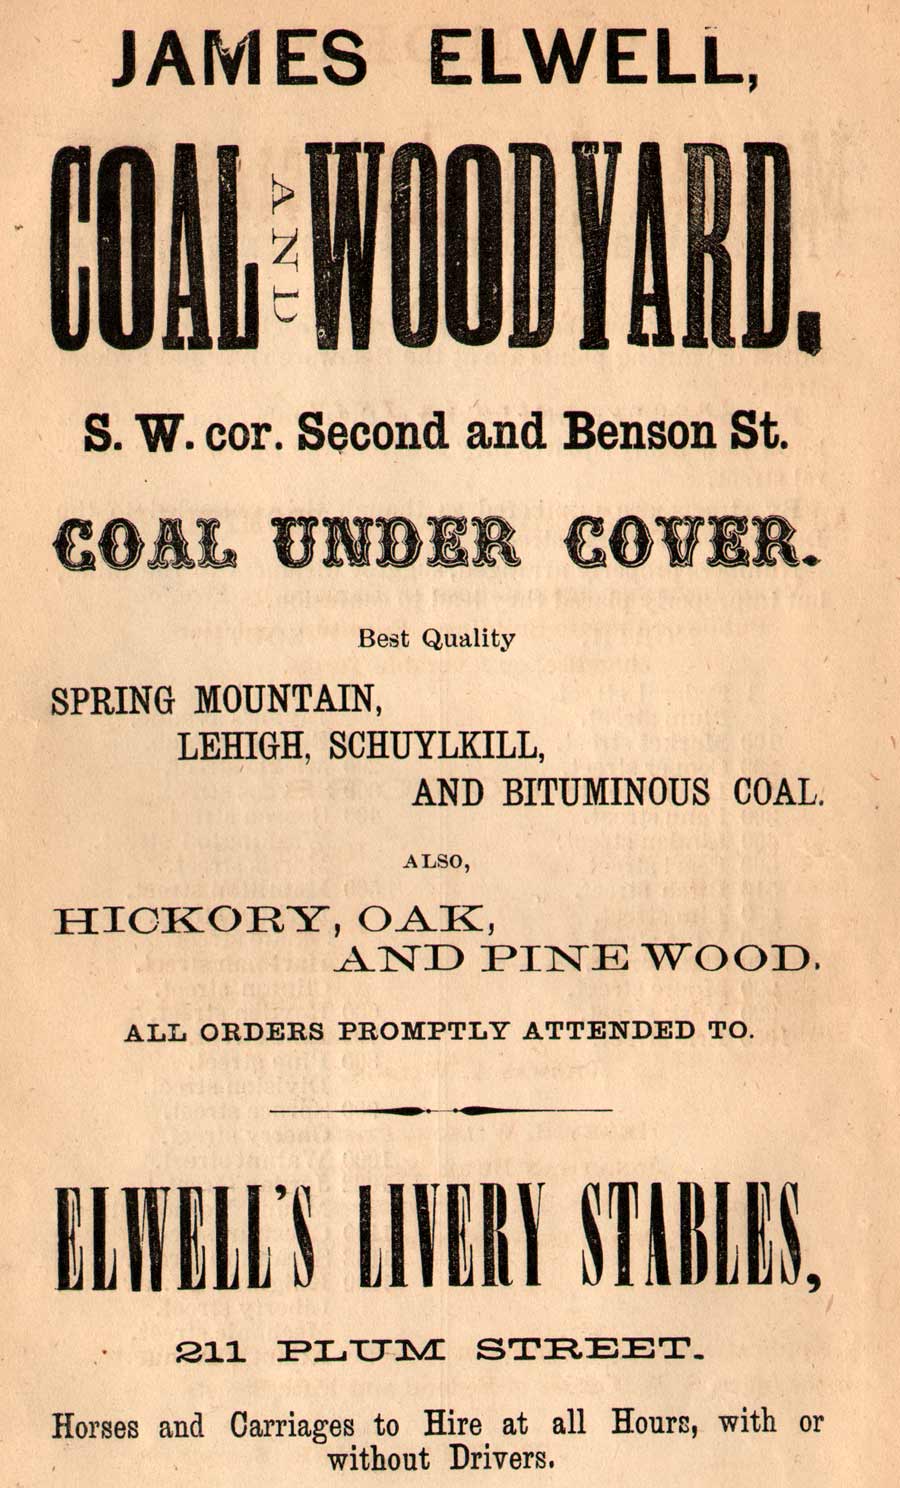 JAMES ELWELL,
COAL AND WOOD YARD,
S. W. cor. Second and Benson St.
COAL UNDER COVER.
Best Quality
SPRING MOUNTAIN,
LEHIGH, SCHUYLKILL,
AND BITUMINOUS COAL.
ALSO,
HICKORY, OAK,
AND PINE WOOD.
ALL ORDERS PROMPTLY ATTENDED TO.
ELWELL'S LIVERY STABLES,
211 PLUM STREET.
Horses and Carriages to Hire at all Hours, with or
without Drivers.